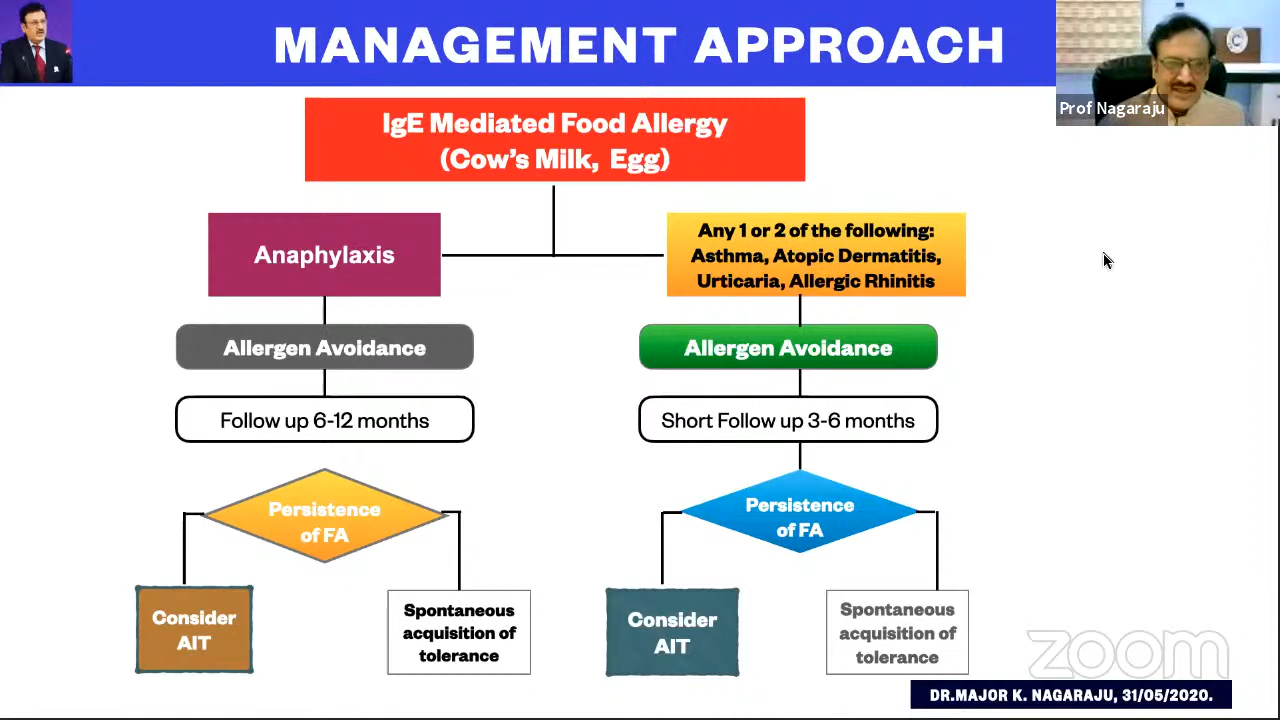 MANAGEMENT APPROACH
Prof Nagaraju
IgE Mediated Food Allergy
(Cow's Milk, Egg)
Anaphylaxis
Any 1 or 2 of the following:
Asthma, Atopic Dermatitis,
Urticaria, Allergic Rhinitis
Allergen Avoidance
Allergen Avoidance
Follow up 6-12 months
Short Follow up 3-6 months
Persistence
of FA
Persistence
of FA
Consider
AIT
Spontaneous
acquisition of
tolerance
Consider
AIT
Spontaneous
acquisition of
tolerance
zoom
DR.MAJOR K. NAGARAJU, 31/05/2020.